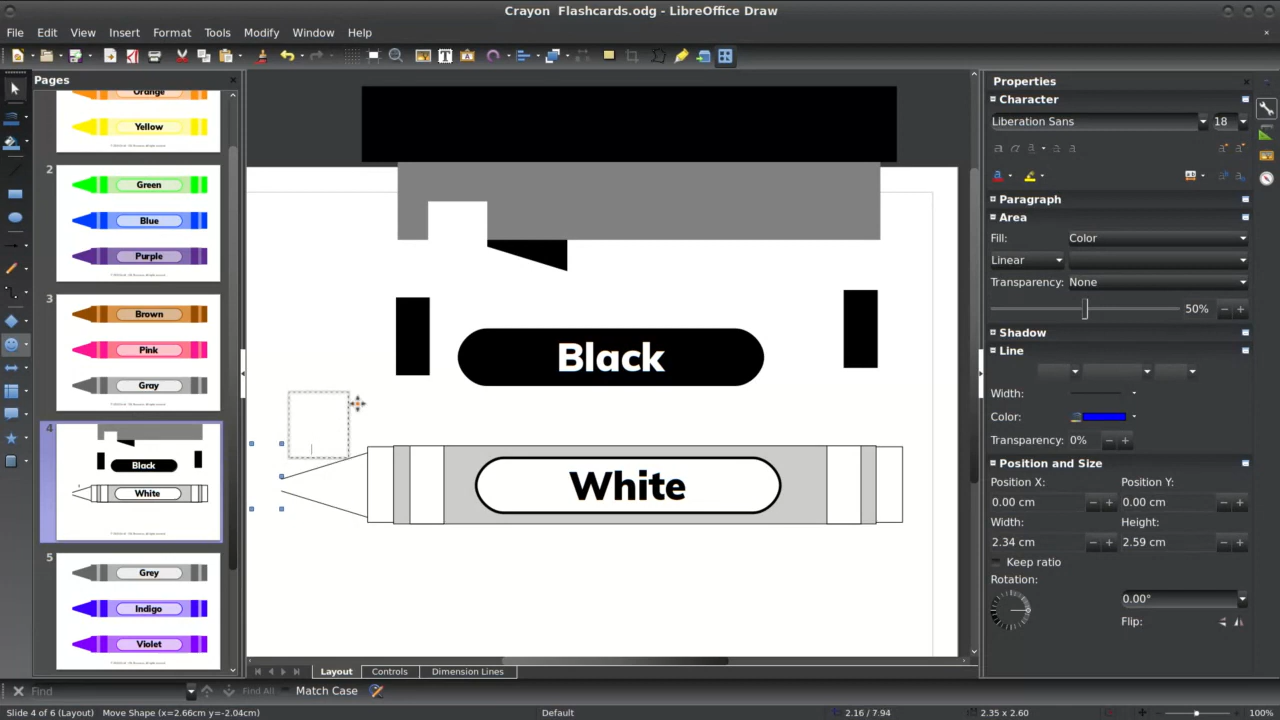 Crayon Flashcards.odg - LibreOffice Draw
File Edit View Insert Format Tools Modify Window Help
Pages
Properties
Orange
Yellow
2
Green
Blue
Purple
3
Brown
Pink
Gray
4
Black
White
5
Grey
Indigo
Violet
Black
White
Character
Liberation Sans 18
Paragraph
Area
Fill: Color
Linear
Transparency: None
50%
Shadow
Line
Width:
Color:
Transparency: 0%
Position and Size
Position X: Position Y:
0.00 cm 0.00 cm
Width: Height:
2.34 cm 2.59 cm
Keep ratio
Rotation:
0.00°
Flip:
Layout Controls Dimension Lines
Find Find All Match Case
Slide 4 of 6 (Layout) Move Shape (x=2.66cm y=-2.04cm) Default 2.16 / 7.94 2.35 x 2.60 100%